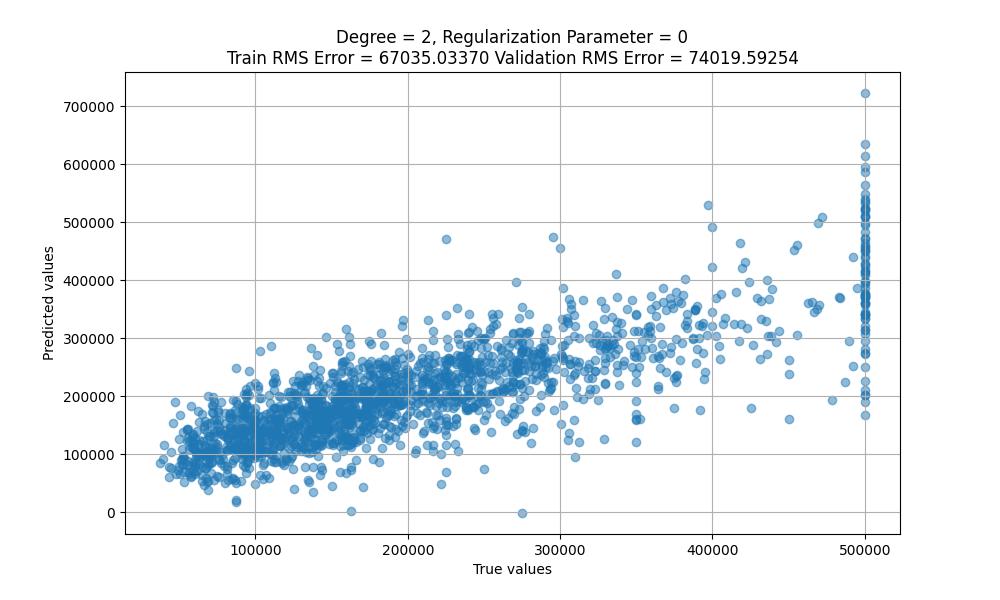 Degree = 2, Regularization Parameter = 0
Train RMS Error = 67035.03370 Validation RMS Error = 74019.59254
700000
600000
500000
400000
300000
200000
100000
0
Predicted values
100000 200000 300000 400000 500000
True values